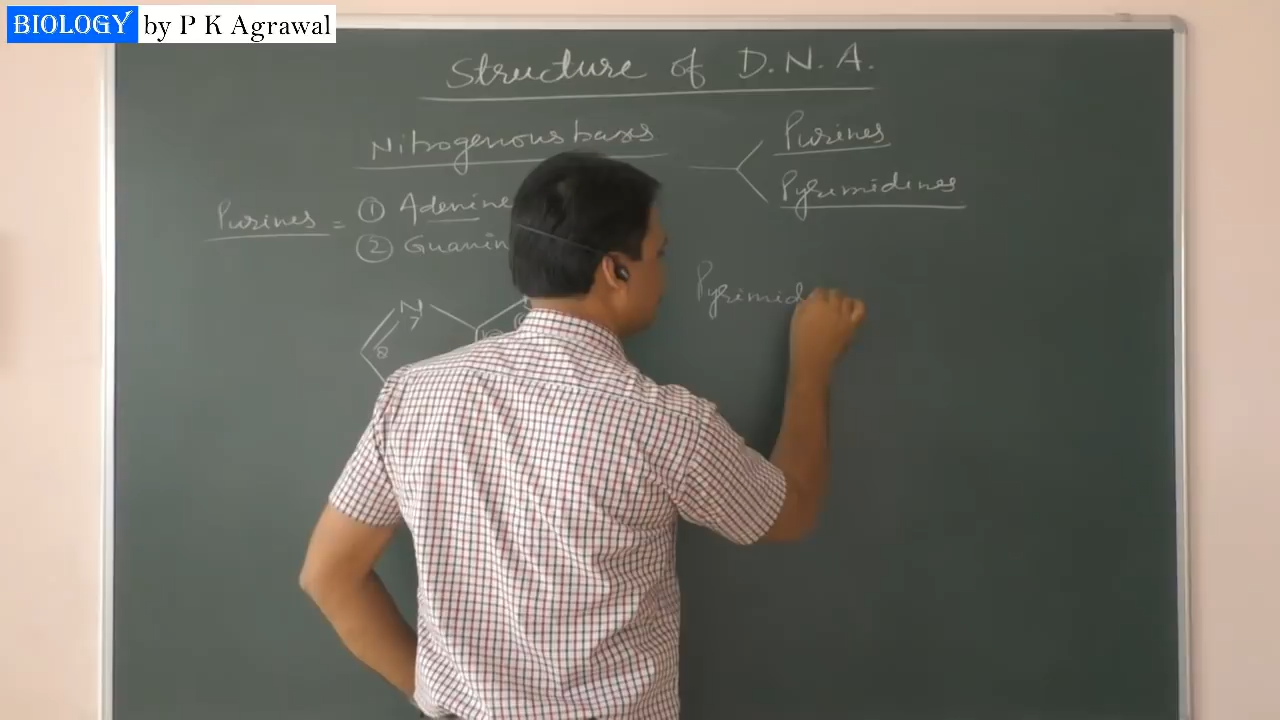 BIOLOGY by P K Agrawal
Structure of D.N.A.
Nitrogenous bases
Purines
Pyrimidines
Purines = ① Adenine
② Guanin
N
7
8
Pyrimid